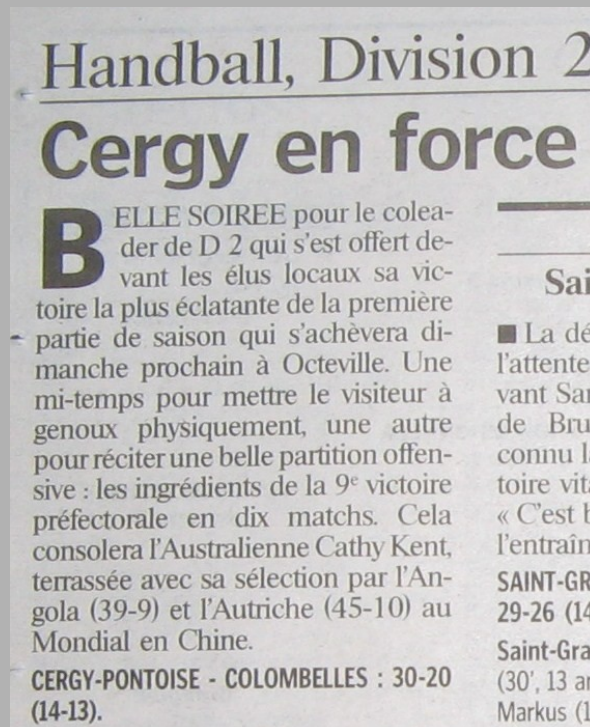 Handball, Division 2
Cergy en force
BELLE SOIREE pour le colea-
der de D 2 qui s'est offert de-
vant les élus locaux sa vic-
toire la plus éclatante de la première
partie de saison qui s'achèvera di-
manche prochain à Octeville. Une
mi-temps pour mettre le visiteur à
genoux physiquement, une autre
pour réciter une belle partition offen-
sive : les ingrédients de la 9e victoire
préfectorale en dix matchs. Cela
consolera l'Australienne Cathy Kent,
terrassée avec sa sélection par l'An-
gola (39-9) et l'Autriche (45-10) au
Mondial en Chine.
CERGY-PONTOISE - COLOMBELLES : 30-20
(14-13).
Sai
■ La dé
l'attente
vant Sa
de Bru
connu l
toire vit
« C'est b
l'entraîn
SAINT-GR
29-26 (14
Saint-Gra
(30', 13 a
Markus (1